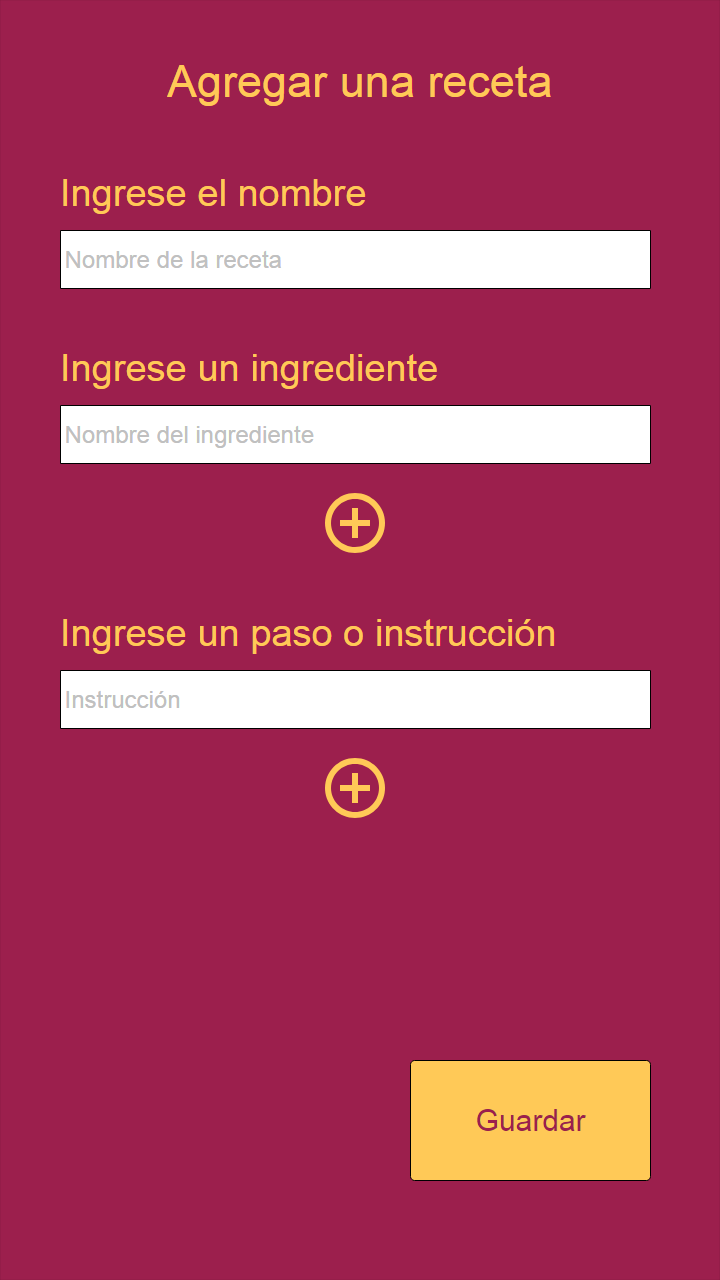 Agregar una receta
Ingrese el nombre
Nombre de la receta
Ingrese un ingrediente
Nombre del ingrediente
Ingrese un paso o instrucción
Instrucción
Guardar